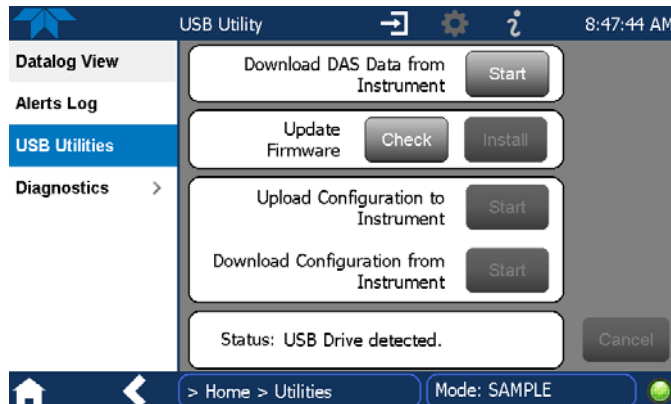 USB Utility
8:47:44 AM
Datalog View
Alerts Log
USB Utilities
Diagnostics >
Download DAS Data from
Instrument
Start
Update
Firmware
Check
Install
Upload Configuration to
Instrument
Start
Download Configuration from
Instrument
Start
Status: USB Drive detected.
Cancel
> Home > Utilities
Mode: SAMPLE